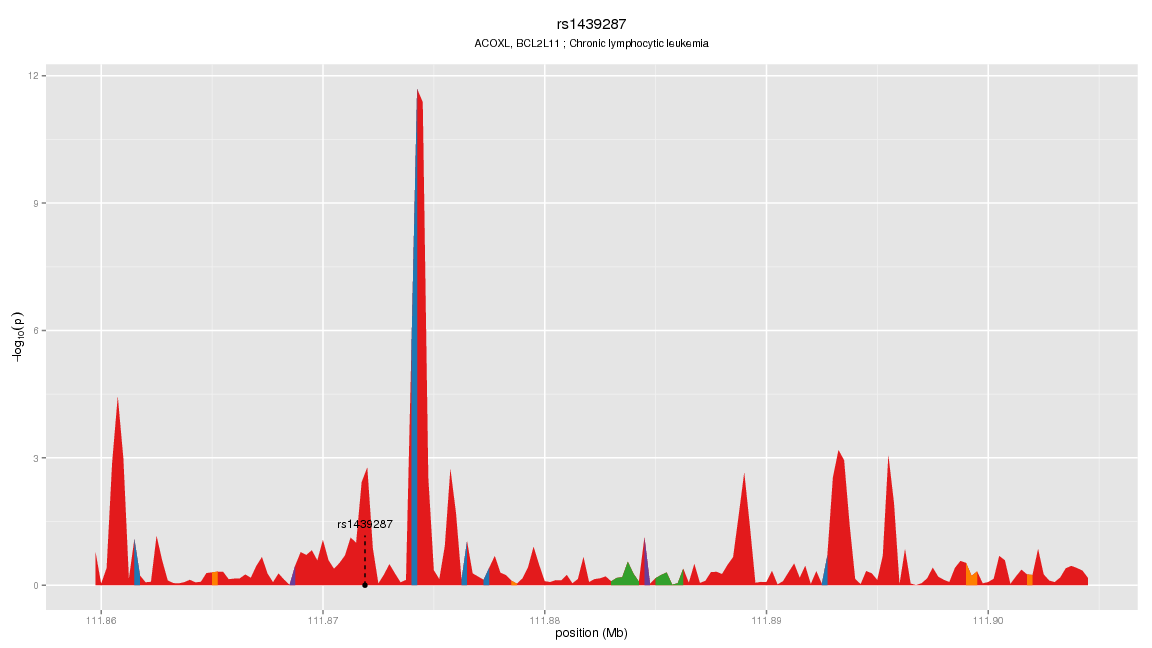 rs1439287
ACOXL, BCL2L11 ; Chronic lymphocytic leukemia
12
9
6
3
0
−log10(p)
rs1439287
111.86 111.87 111.88 111.89 111.90
position (Mb)